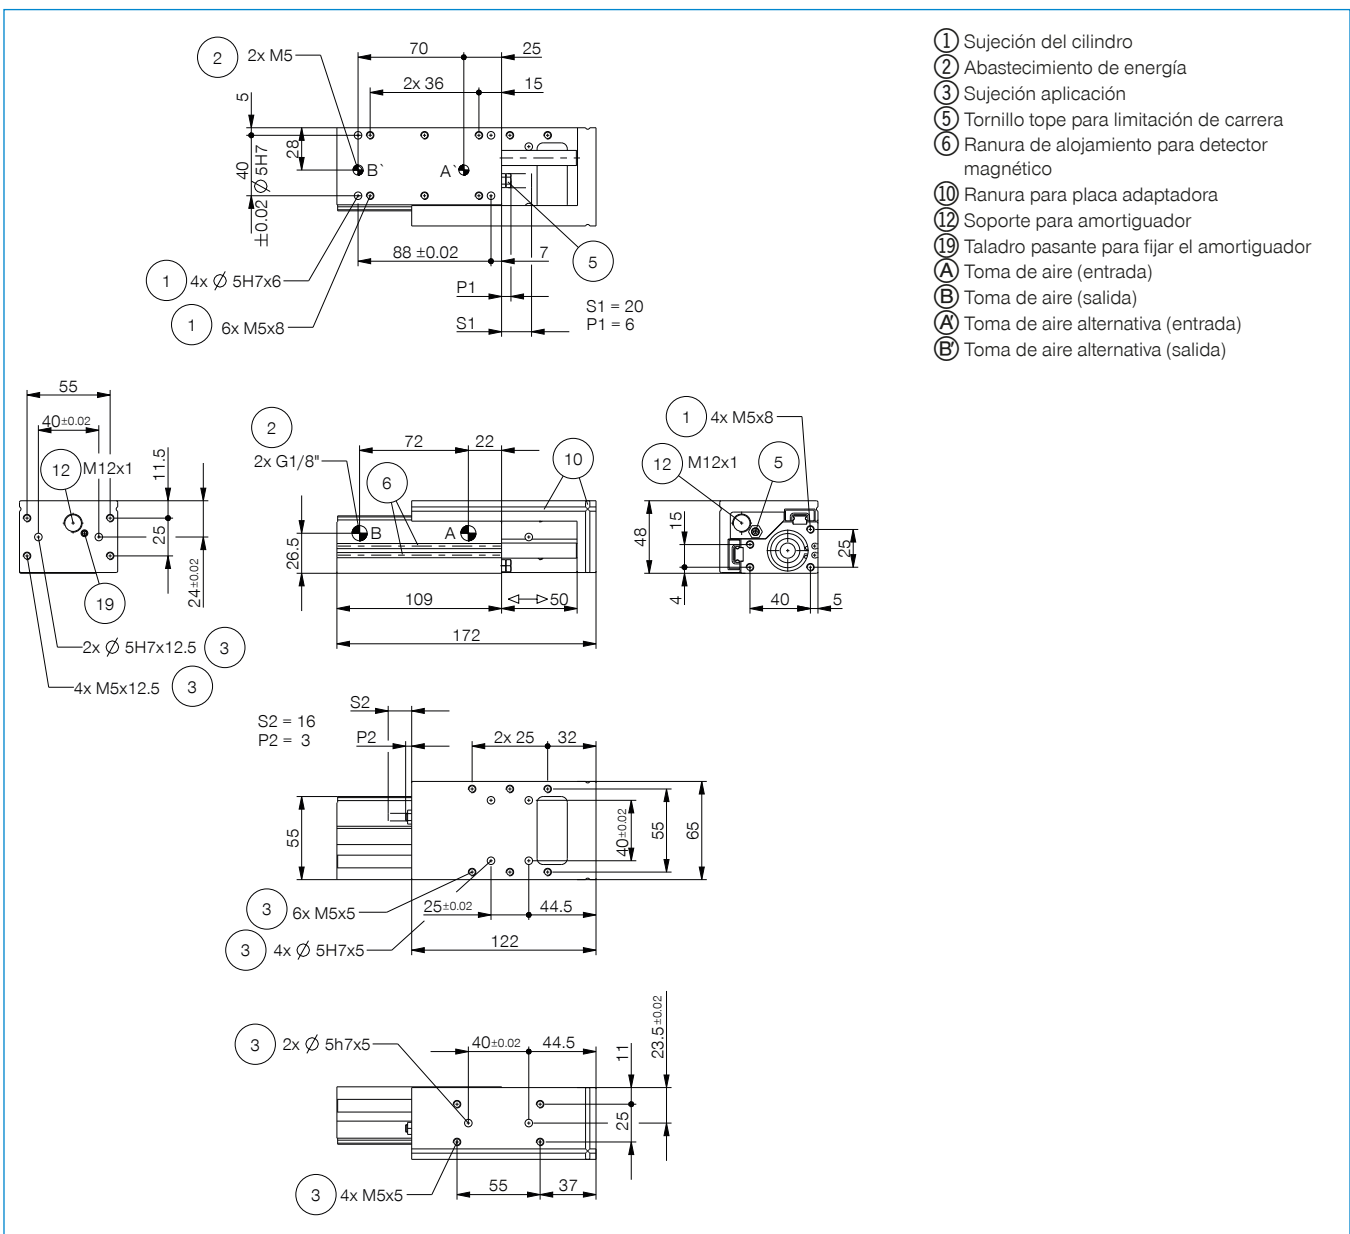 ① Sujeción del cilindro
② Abastecimiento de energía
③ Sujeción aplicación
⑤ Tornillo tope para limitación de carrera
⑥ Ranura de alojamiento para detector
magnético
⑩ Ranura para placa adaptadora
⑫ Soporte para amortiguador
⑲ Taladro pasante para fijar el amortiguador
Ⓐ Toma de aire (entrada)
Ⓑ Toma de aire (salida)
A' Toma de aire alternativa (entrada)
B' Toma de aire alternativa (salida)
2 2x M5
70 25
2x 36 15
5
28
40
±0.02 Ø 5H7
B` A`
88 ±0.02 7
5
1 4x Ø 5H7x6
P1
1 6x M5x8
S1
S1 = 20
P1 = 6
55
40±0.02
12 M12x1
11.5
25
24±0.02
19
2x Ø 5H7x12.5 3
4x M5x12.5 3
2
2x G1/8"
72 22
6
10
B A
26.5
109 50
172
1 4x M5x8
12 M12x1 5
48
15
4
25
40 5
S2 = 16
P2 = 3
S2
P2
2x 25 32
55
40±0.02
55
65
3 6x M5x5
25±0.02 44.5
3 4x Ø 5H7x5
122
3 2x Ø 5h7x5
40±0.02 44.5
11
23.5±0.02
25
3 4x M5x5
55 37